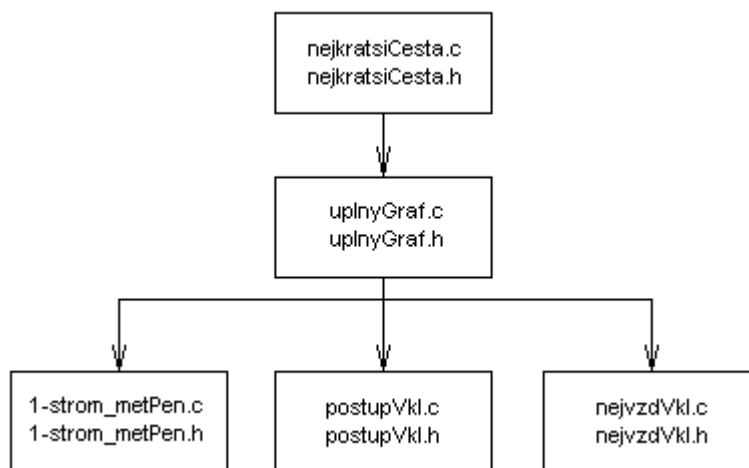 nejkratsiCesta.c
nejkratsiCesta.h
uplnyGraf.c
uplnyGraf.h
1-strom_metPen.c
1-strom_metPen.h
postupVkl.c
postupVkl.h
nejvzdVkl.c
nejvzdVkl.h